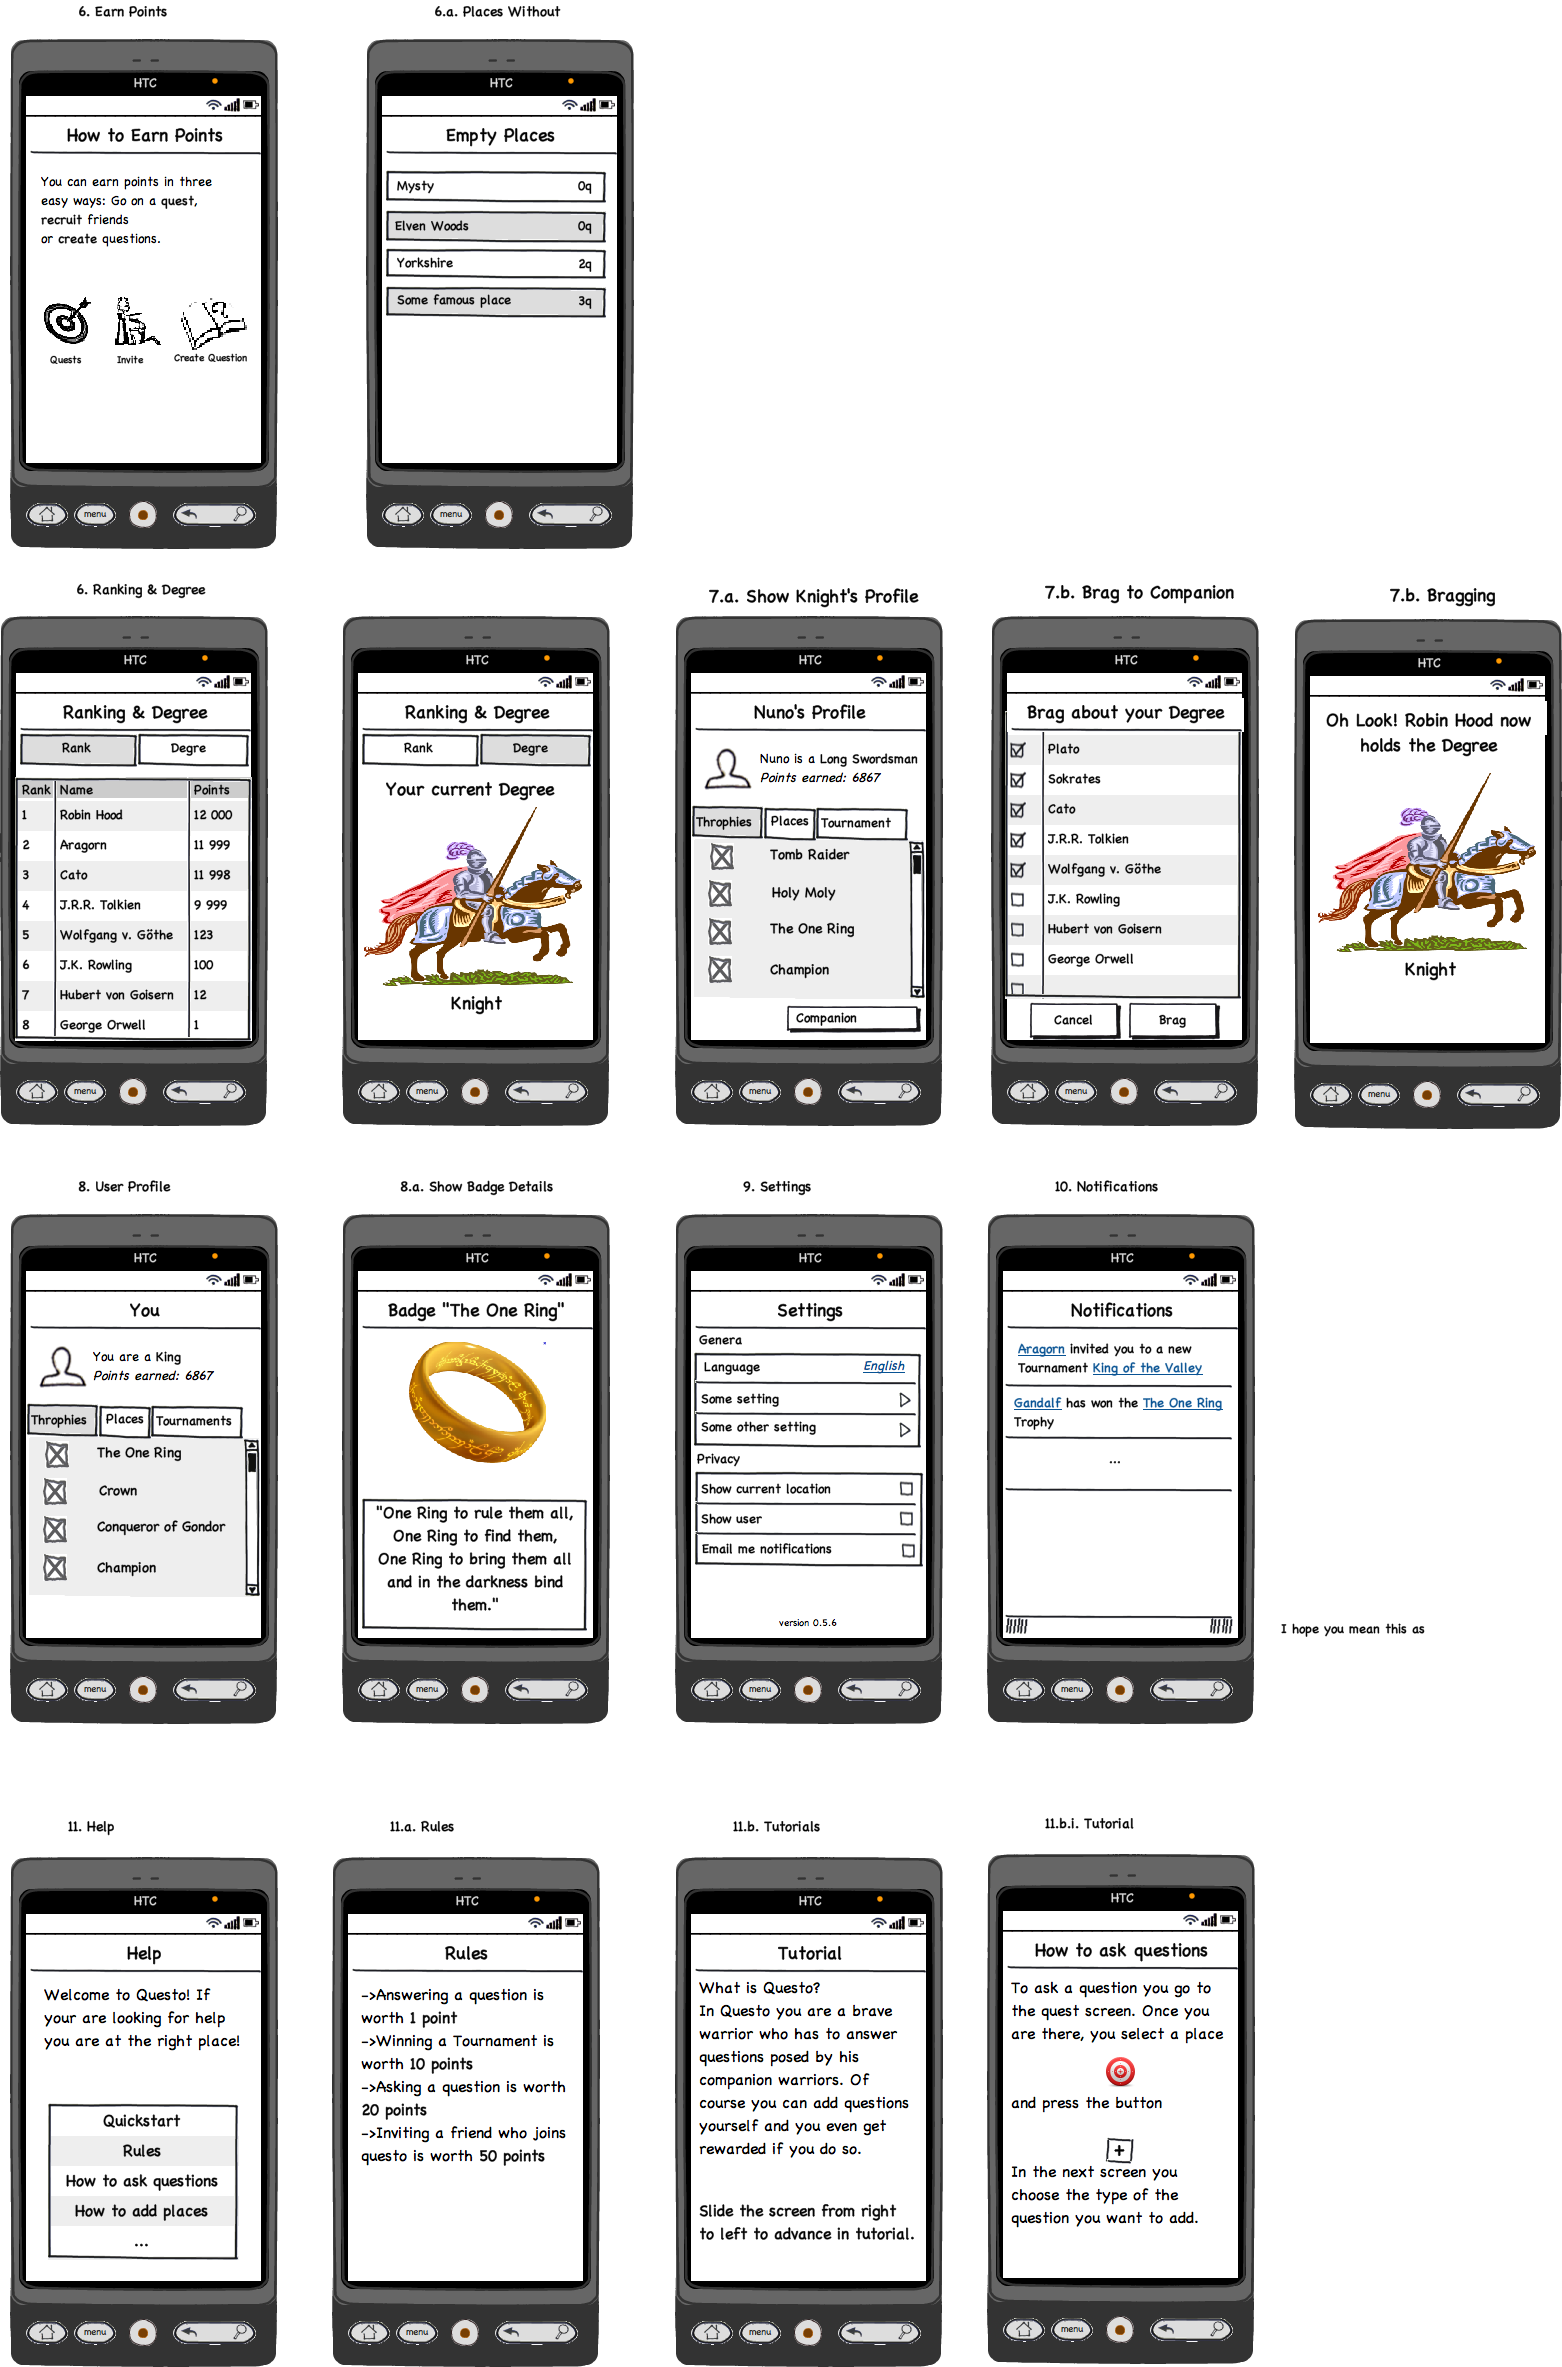 6. Earn Points
HTC
How to Earn Points
You can earn points in three
easy ways: Go on a quest,
recruit friends
or create questions.
Quests
Invite
Create Question
menu
6.a. Places Without
HTC
Empty Places
Mysty 0q
Elven Woods 0q
Yorkshire 2q
Some famous place 3q
menu
6. Ranking & Degree
HTC
Ranking & Degree
Rank Degre
Rank Name Points
1 Robin Hood 12 000
2 Aragorn 11 999
3 Cato 11 998
4 J.R.R. Tolkien 9 999
5 Wolfgang v. Göthe 123
6 J.K. Rowling 100
7 Hubert von Goisern 12
8 George Orwell 1
menu
HTC
Ranking & Degree
Rank Degre
Your current Degree
Knight
menu
7.a. Show Knight's Profile
HTC
Nuno's Profile
Nuno is a Long Swordsman
Points earned: 6867
Throphies Places Tournament
Tomb Raider
Holy Moly
The One Ring
Champion
Companion
menu
7.b. Brag to Companion
HTC
Brag about your Degree
Plato
Sokrates
Cato
J.R.R. Tolkien
Wolfgang v. Göthe
J.K. Rowling
Hubert von Goisern
George Orwell
Cancel Brag
menu
7.b. Bragging
HTC
Oh Look! Robin Hood now
holds the Degree
Knight
menu
8. User Profile
HTC
You
You are a King
Points earned: 6867
Throphies Places Tournaments
The One Ring
Crown
Conqueror of Gondor
Champion
menu
8.a. Show Badge Details
HTC
Badge "The One Ring"
"One Ring to rule them all,
One Ring to find them,
One Ring to bring them all
and in the darkness bind
them."
menu
9. Settings
HTC
Settings
Genera
Language English
Some setting
Some other setting
Privacy
Show current location
Show user
Email me notifications
version 0.5.6
menu
10. Notifications
HTC
Notifications
Aragorn invited you to a new
Tournament King of the Valley
Gandalf has won the The One Ring
Trophy
...
menu
I hope you mean this as
11. Help
HTC
Help
Welcome to Questo! If
your are looking for help
you are at the right place!
Quickstart
Rules
How to ask questions
How to add places
...
menu
11.a. Rules
HTC
Rules
->Answering a question is
worth 1 point
->Winning a Tournament is
worth 10 points
->Asking a question is worth
20 points
->Inviting a friend who joins
questo is worth 50 points
menu
11.b. Tutorials
HTC
Tutorial
What is Questo?
In Questo you are a brave
warrior who has to answer
questions posed by his
companion warriors. Of
course you can add questions
yourself and you even get
rewarded if you do so.
Slide the screen from right
to left to advance in tutorial.
menu
11.b.i. Tutorial
HTC
How to ask questions
To ask a question you go to
the quest screen. Once you
are there, you select a place
and press the button
+
In the next screen you
choose the type of the
question you want to add.
menu